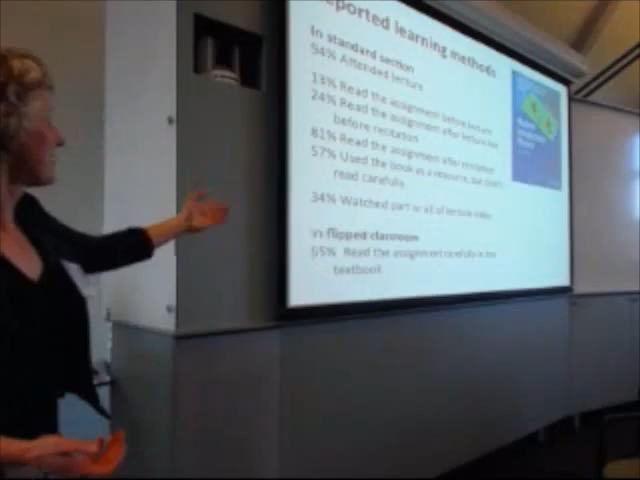 eported learning methods
In standard section
94% Attended lecture
13% Read the assignment before lecture
24% Read the assignment after lecture but
before recitation
81% Read the assignment after recitation
57% Used the book as a resource, but didn't
read carefully
34% Watched part or all of lecture video
In flipped classroom
65% Read the assignment carefully in the
textbook